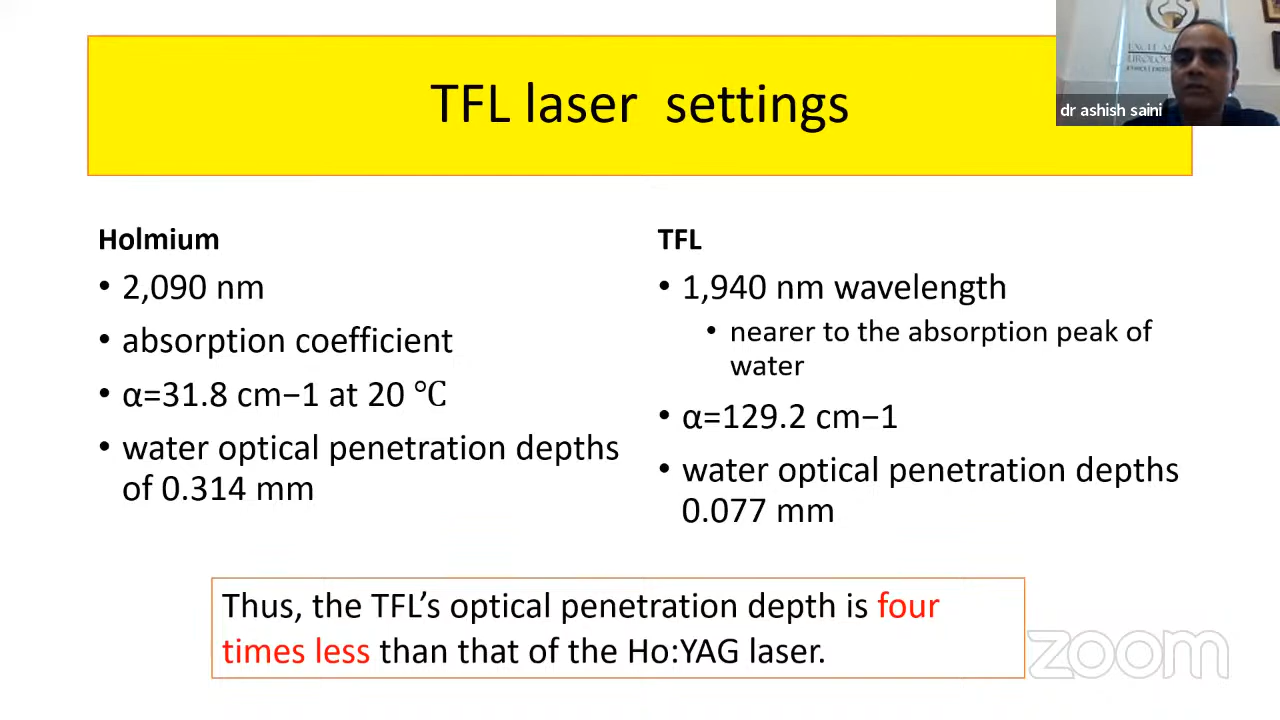 TFL laser settings
dr ashish saini
Holmium
• 2,090 nm
• absorption coefficient
• α=31.8 cm−1 at 20 ℃
• water optical penetration depths
of 0.314 mm
TFL
• 1,940 nm wavelength
• nearer to the absorption peak of
water
• α=129.2 cm−1
• water optical penetration depths
0.077 mm
Thus, the TFL’s optical penetration depth is four
times less than that of the Ho:YAG laser.
zoom